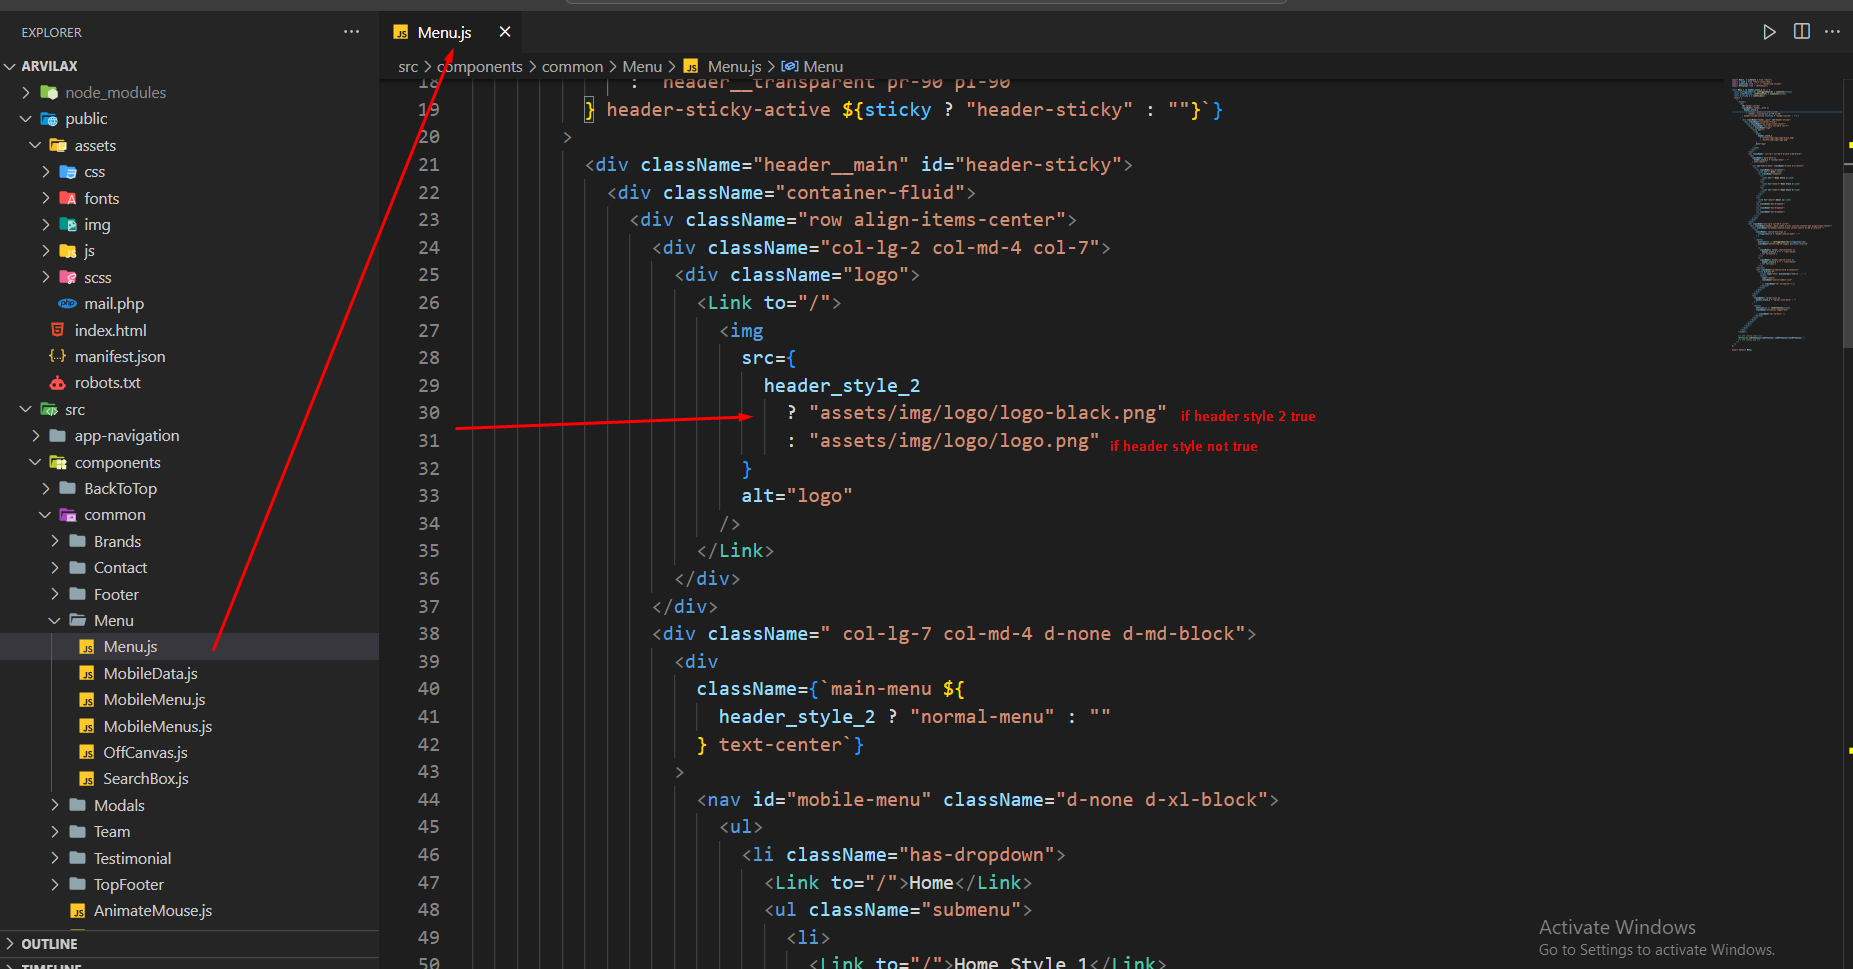 EXPLORER
ARVILAX
node_modules
public
assets
css
fonts
img
js
scss
mail.php
index.html
manifest.json
robots.txt
src
app-navigation
components
BackToTop
common
Brands
Contact
Footer
Menu
Menu.js
MobileData.js
MobileMenu.js
MobileMenus.js
OffCanvas.js
SearchBox.js
Modals
Team
Testimonial
TopFooter
AnimateMouse.js
OUTLINE
TIMELINE
Menu.js
src > components > common > Menu > Menu.js > Menu
18 : "header__transparent pr-90 pl-90"
19 } header-sticky-active ${sticky ? "header-sticky" : ""}`}
20 >
21 <div className="header__main" id="header-sticky">
22 <div className="container-fluid">
23 <div className="row align-items-center">
24 <div className="col-lg-2 col-md-4 col-7">
25 <div className="logo">
26 <Link to="/">
27 <img
28 src={
29 header_style_2
30 ? "assets/img/logo/logo-black.png" if header style 2 true
31 : "assets/img/logo/logo.png" if header style not true
32 }
33 alt="logo"
34 />
35 </Link>
36 </div>
37 </div>
38 <div className=" col-lg-7 col-md-4 d-none d-md-block">
39 <div
40 className={`main-menu ${
41 header_style_2 ? "normal-menu" : ""
42 } text-center`}
43 >
44 <nav id="mobile-menu" className="d-none d-xl-block">
45 <ul>
46 <li className="has-dropdown">
47 <Link to="/">Home</Link>
48 <ul className="submenu">
49 <li>
50 <Link to="/">Home Style 1</Link>
Activate Windows
Go to Settings to activate Windows.